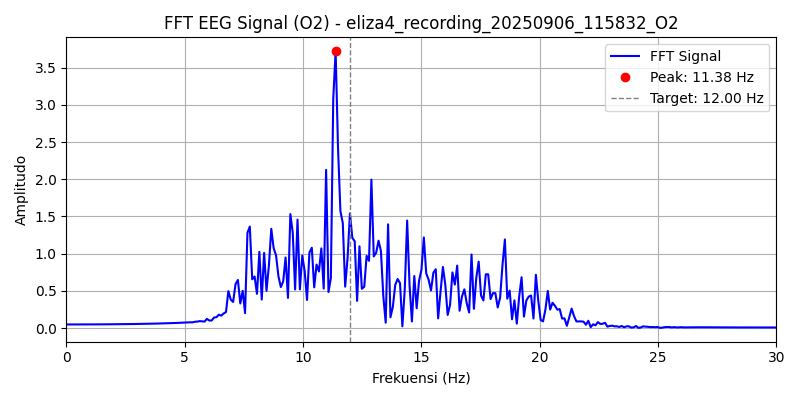 FFT EEG Signal (O2) - eliza4_recording_20250906_115832_O2
FFT Signal
Peak: 11.38 Hz
Target: 12.00 Hz
Amplitudo
3.5
3.0
2.5
2.0
1.5
1.0
0.5
0.0
0 5 10 15 20 25 30
Frekuensi (Hz)